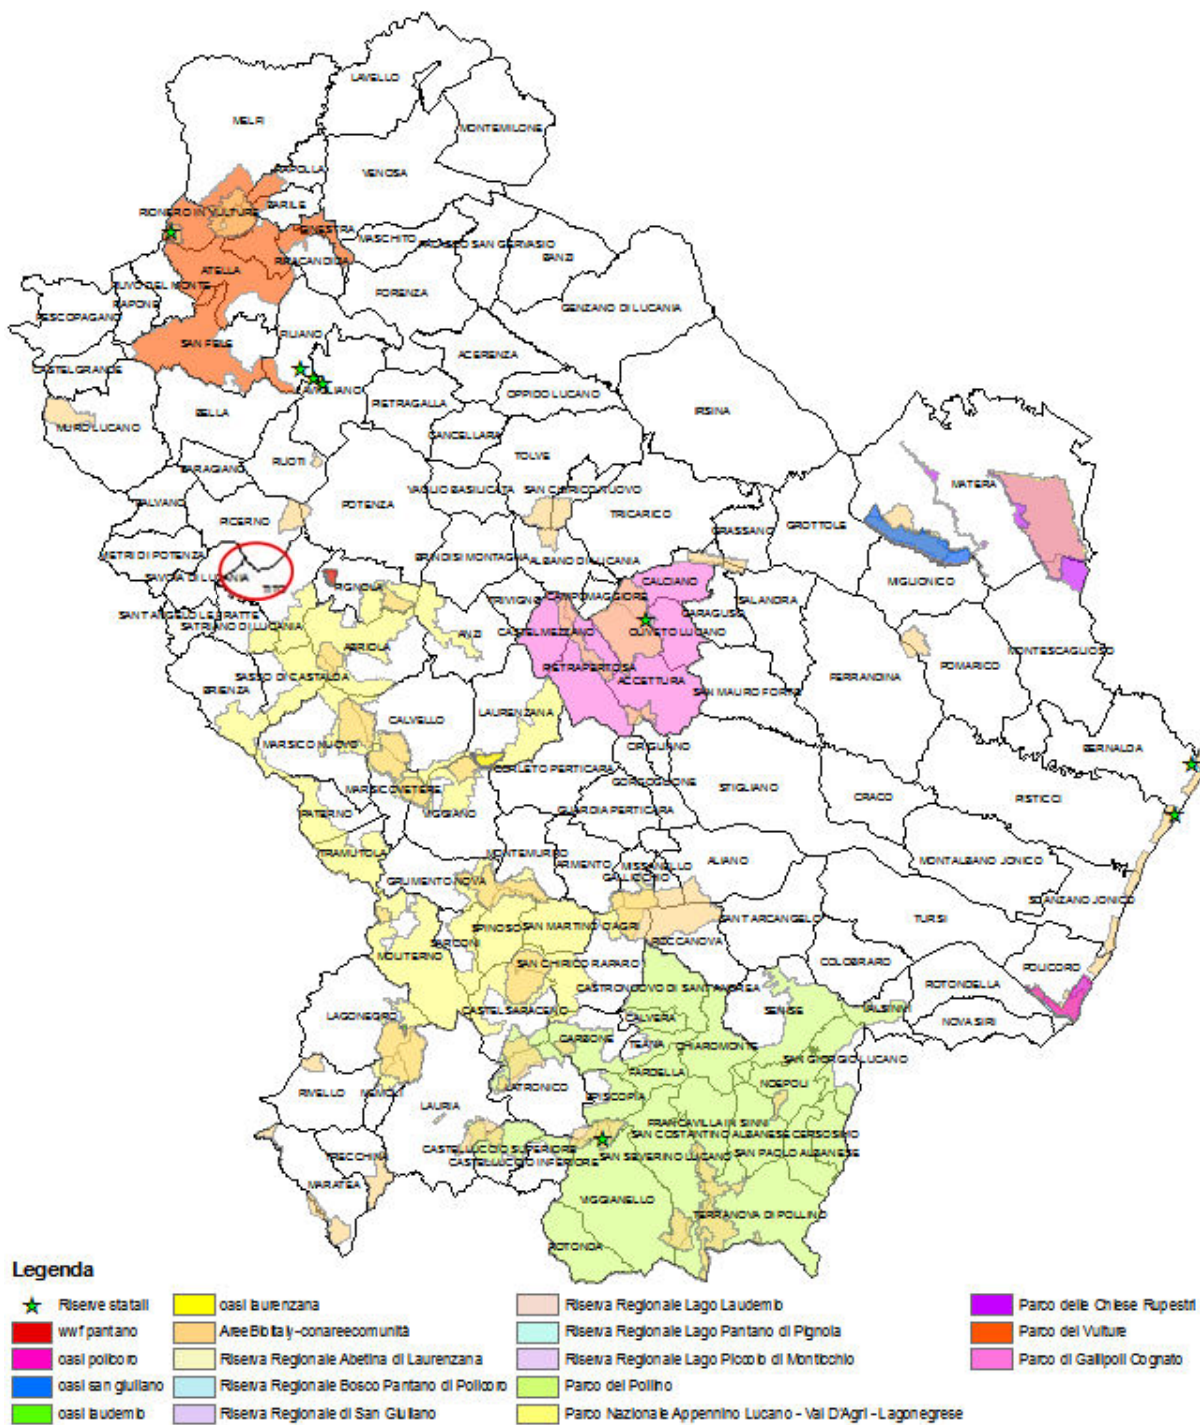 LAVELLO
MELFI
MONTEMILONE
RAPOLLA
VENOSA
BARILE
RIONERO IN VULTURE
GINESTRA
MASCHITO
PALAZZO SAN GERVASIO
BANZI
RIPACANDIDA
ATELLA
RUVO DEL MONTE
FORENZA
RAPONE
GENZANO DI LUCANIA
PESCOPAGANO
FILIANO
SAN FELE
ACERENZA
CASTELGRANDE
AVIGLIANO
OPPIDO LUCANO
PIETRAGALLA
IRSINA
BELLA
MURO LUCANO
CANCELLARA
TOLVE
RUOTI
BARAGIANO
VAGLIO BASILICATA
SAN CHIRICO NUOVO
MATERA
BALVANO
POTENZA
TRICARICO
PICERNO
GRASSANO
GROTTOLE
VIETRI DI POTENZA
BRINDISI MONTAGNA
ALBANO DI LUCANIA
SAVOIA DI LUCANIA
TITO
PIGNOLA
CALCIANO
MIGLIONICO
TRIVIGNO
CAMPOMAGGIORE
SALANDRA
SANT'ANGELO LE FRATTE
GARAGUSO
SATRIANO DI LUCANIA
ANZI
CASTELMEZZANO
OLIVETO LUCANO
ABRIOLA
MONTESCAGLIOSO
PIETRAPERTOSA
POMARICO
SASSO DI CASTALDA
ACCETTURA
FERRANDINA
BRIENZA
SAN MAURO FORTE
LAURENZANA
CALVELLO
MARSICO NUOVO
CIRIGLIANO
BERNALDA
CORLETO PERTICARA
GORGOGLIONE
STIGLIANO
MARSICOVETERE
CRACO
PISTICCI
PATERNO
VIGGIANO
GUARDIA PERTICARA
TRAMUTOLA
MONTEMURRO
ARMENTO
MISSANELLO
ALIANO
MONTALBANO JONICO
GALLICCHIO
GRUMENTO NOVA
SCANZANO JONICO
SPINOSO
SAN MARTINO D'AGRI
SANT'ARCANGELO
TURSI
SARCONI
ROCCANOVA
MOLITERNO
SAN CHIRICO RAPARO
COLOBRARO
POLICORO
CASTRONUOVO DI SANT'ANDREA
ROTONDELLA
LAGONEGRO
CASTELSARACENO
CALVERA
SENISE
VALSINNI
NOVA SIRI
CARBONE
TEANA
CHIAROMONTE
SAN GIORGIO LUCANO
FARDELLA
NOEPOLI
RIVELLO
NEMOLI
LATRONICO
EPISCOPIA
LAURIA
FRANCAVILLA IN SINNI
SAN COSTANTINO ALBANESE
CERSOSIMO
CASTELLUCCIO SUPERIORE
SAN SEVERINO LUCANO
SAN PAOLO ALBANESE
TRECCHINA
CASTELLUCCIO INFERIORE
MARATEA
VIGGIANELLO
TERRANOVA DI POLLINO
ROTONDA
Legenda
Riserve statali
wwf pantano
oasi policoro
oasi san giuliano
oasi laudemio
oasi laurenzana
AreeBioItaly-conareecomunità
Riserva Regionale Abetina di Laurenzana
Riserva Regionale Bosco Pantano di Policoro
Riserva Regionale di San Giuliano
Riserva Regionale Lago Laudemio
Riserva Regionale Lago Pantano di Pignola
Riserva Regionale Lago Piccolo di Monticchio
Parco del Pollino
Parco Nazionale Appennino Lucano - Val D'Agri - Lagonegrese
Parco delle Chiese Rupestri
Parco del Vulture
Parco di Gallipoli Cognato